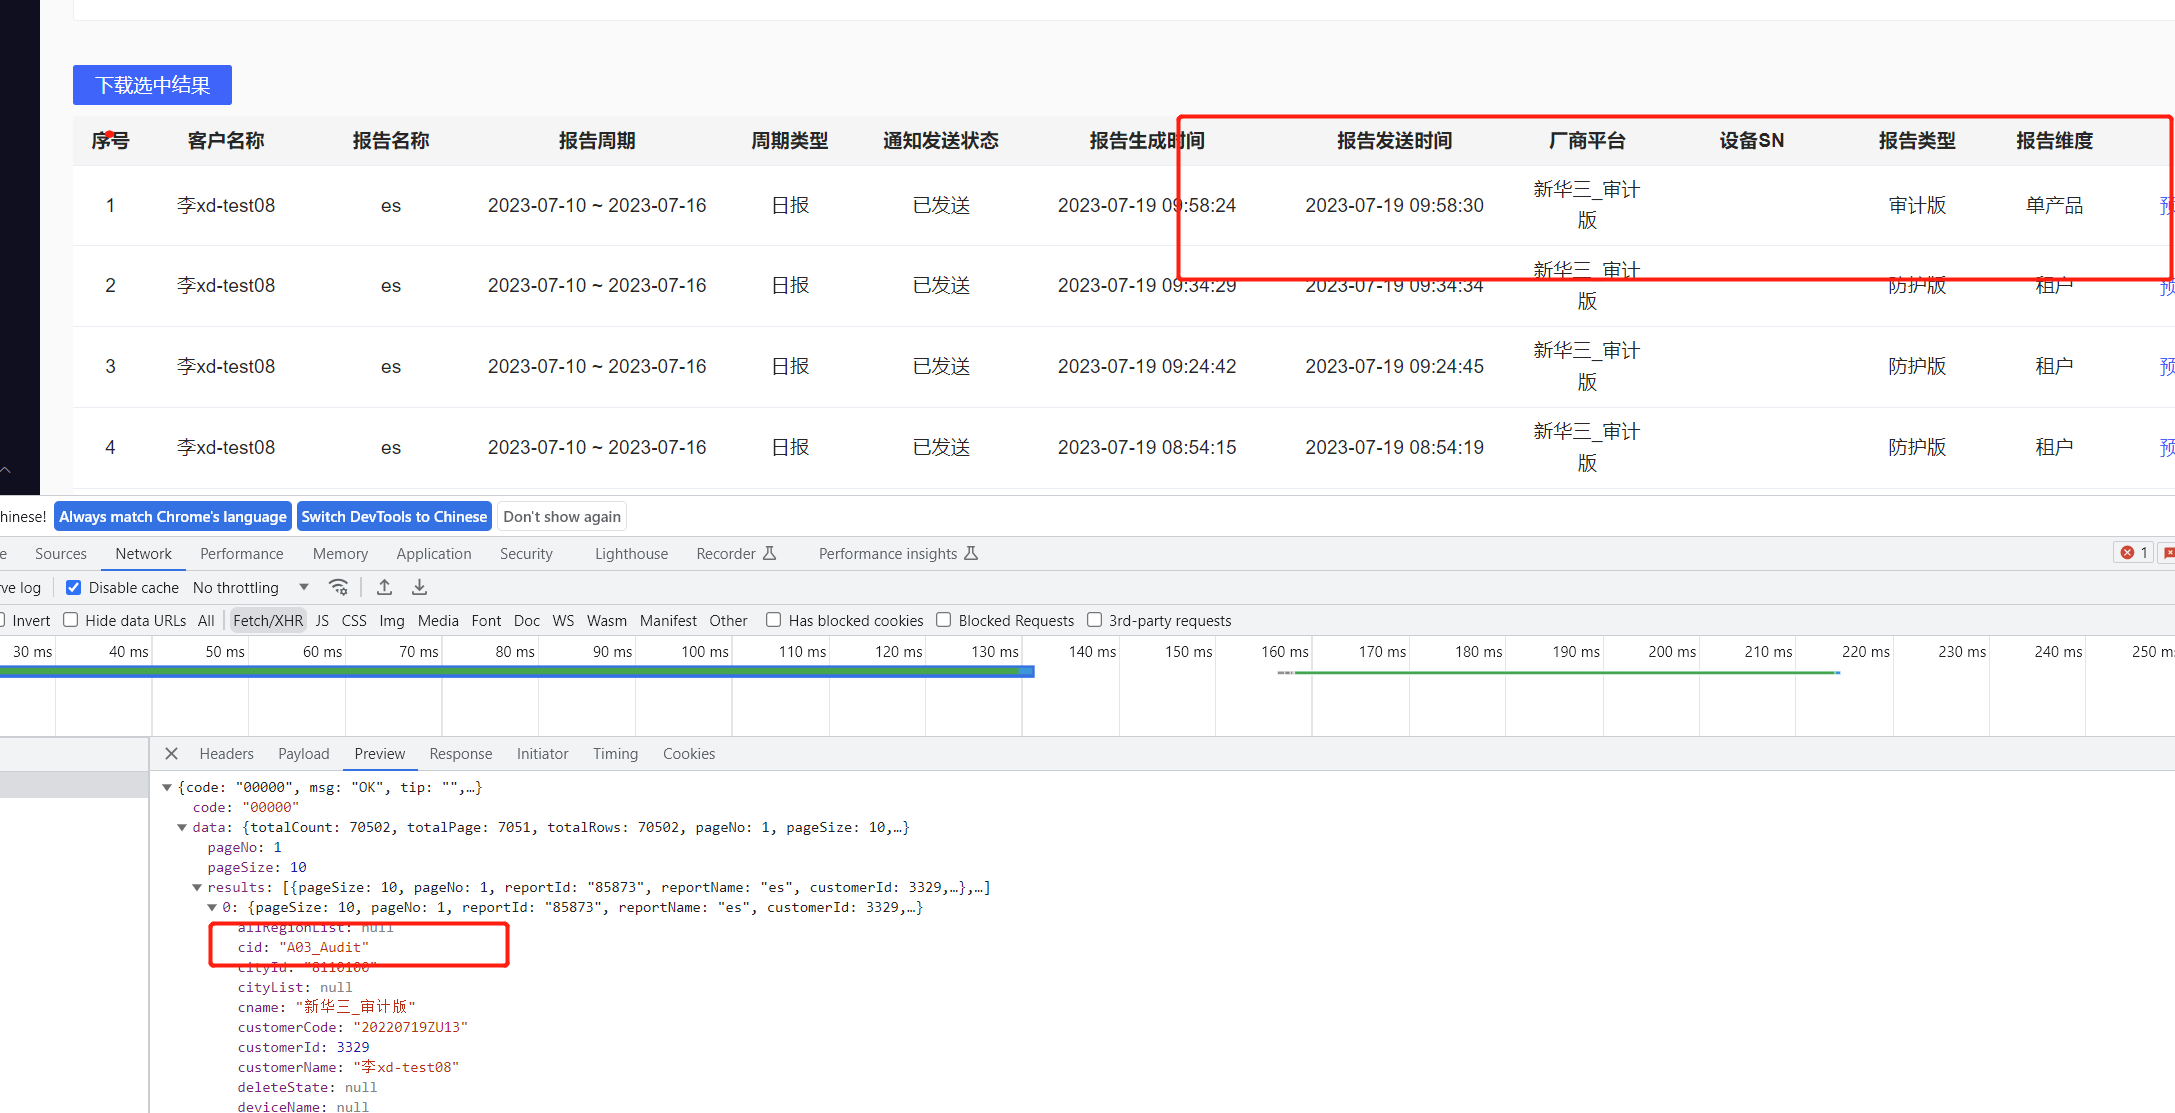 下载选中结果
序号 客户名称 报告名称 报告周期 周期类型 通知发送状态 报告生成时间 报告发送时间 厂商平台 设备SN 报告类型 报告维度
1 李xd-test08 es 2023-07-10 ~ 2023-07-16 日报 已发送 2023-07-19 09:58:24 2023-07-19 09:58:30 新华三_审计版 审计版 单产品 预
2 李xd-test08 es 2023-07-10 ~ 2023-07-16 日报 已发送 2023-07-19 09:34:29 2023-07-19 09:34:34 新华三_审计版 防护版 租户 预
3 李xd-test08 es 2023-07-10 ~ 2023-07-16 日报 已发送 2023-07-19 09:24:42 2023-07-19 09:24:45 新华三_审计版 防护版 租户 预
4 李xd-test08 es 2023-07-10 ~ 2023-07-16 日报 已发送 2023-07-19 08:54:15 2023-07-19 08:54:19 新华三_审计版 防护版 租户 预
hinese! Always match Chrome's language Switch DevTools to Chinese Don't show again
e Sources Network Performance Memory Application Security Lighthouse Recorder Performance insights 1
ve log Disable cache No throttling
Invert Hide data URLs All Fetch/XHR JS CSS Img Media Font Doc WS Wasm Manifest Other Has blocked cookies Blocked Requests 3rd-party requests
30 ms 40 ms 50 ms 60 ms 70 ms 80 ms 90 ms 100 ms 110 ms 120 ms 130 ms 140 ms 150 ms 160 ms 170 ms 180 ms 190 ms 200 ms 210 ms 220 ms 230 ms 240 ms 250 m
Headers Payload Preview Response Initiator Timing Cookies
{code: "00000", msg: "OK", tip: "",…}
code: "00000"
data: {totalCount: 70502, totalPage: 7051, totalRows: 70502, pageNo: 1, pageSize: 10,…}
pageNo: 1
pageSize: 10
results: [{pageSize: 10, pageNo: 1, reportId: "85873", reportName: "es", customerId: 3329,…},…]
0: {pageSize: 10, pageNo: 1, reportId: "85873", reportName: "es", customerId: 3329,…}
allRegionList: null
cid: "A03_Audit"
cityId: "8110100"
cityList: null
cname: "新华三_审计版"
customerCode: "20220719ZU13"
customerId: 3329
customerName: "李xd-test08"
deleteState: null
deviceName: null